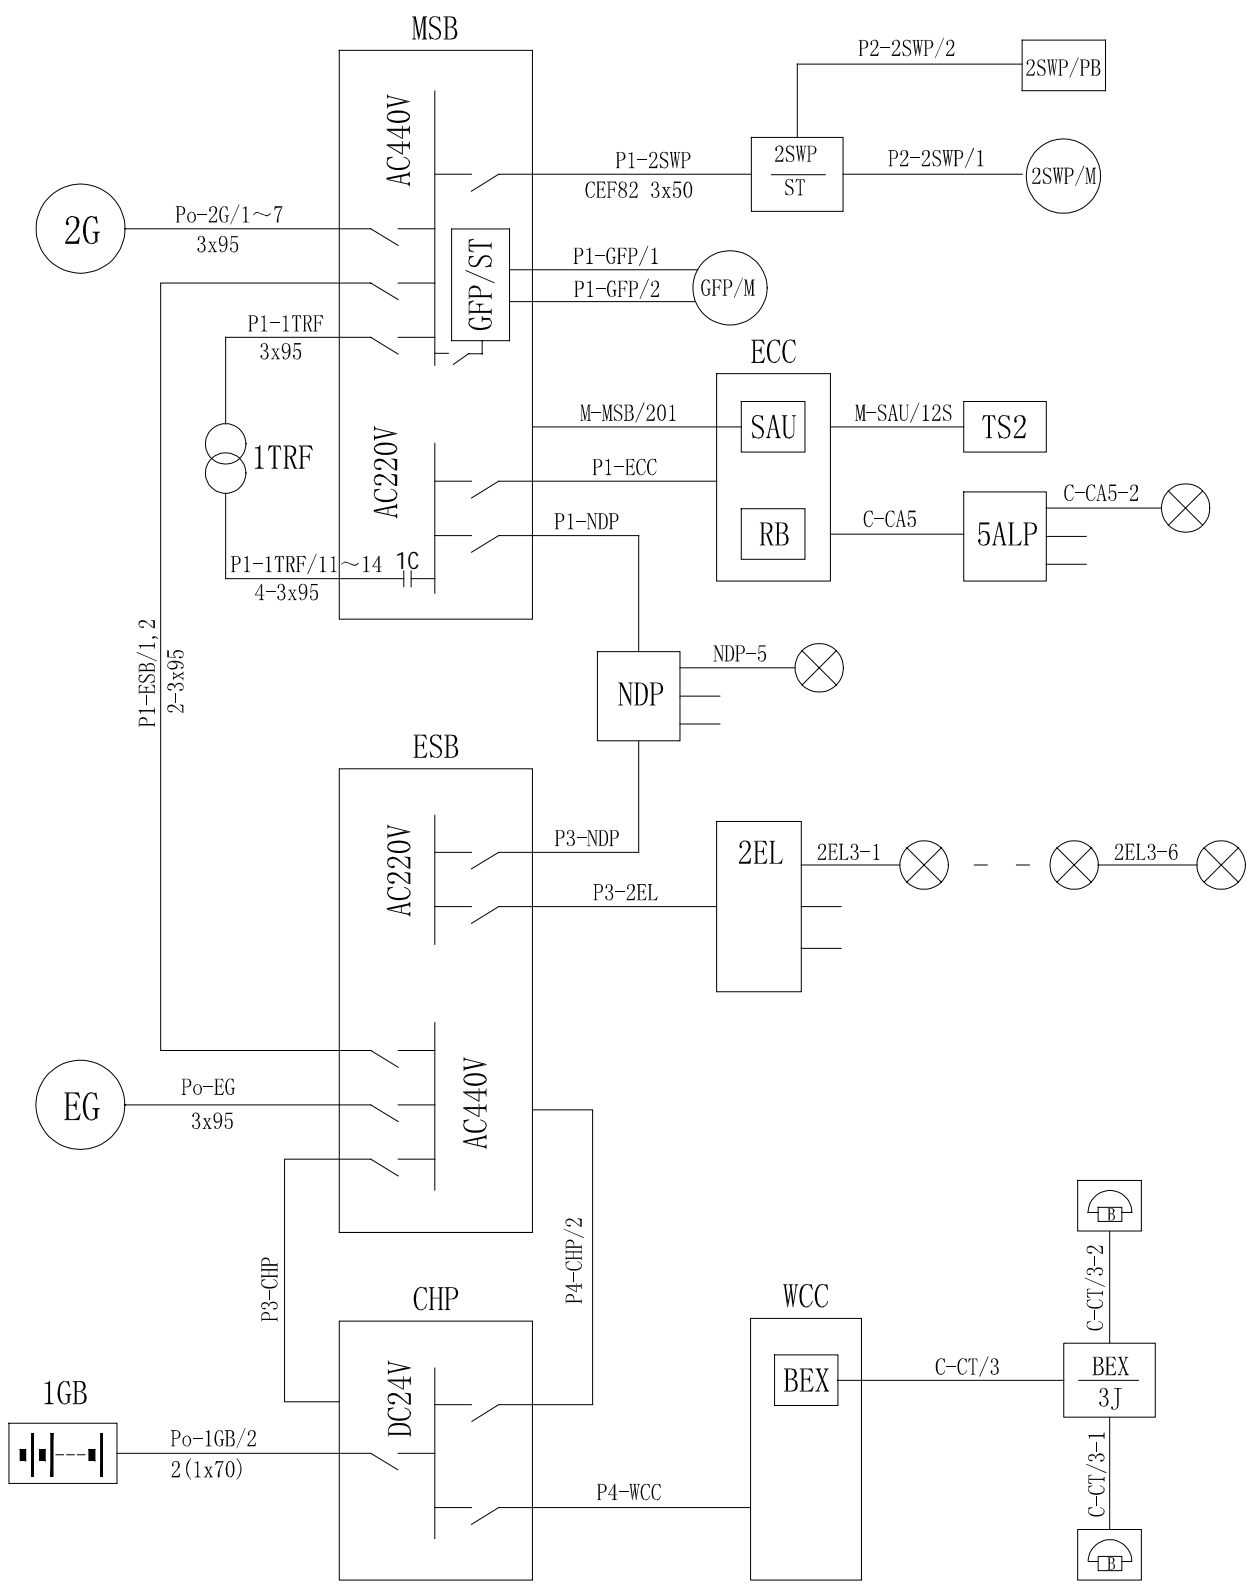 MSB
AC440V
P2-2SWP/2
2SWP/PB
P1-2SWP
CEF82 3x50
2SWP
ST
P2-2SWP/1
2SWP/M
2G
Po-2G/1～7
3x95
GFP/ST
P1-GFP/1
P1-GFP/2
GFP/M
P1-1TRF
3x95
1TRF
ECC
M-MSB/201
SAU
M-SAU/12S
TS2
AC220V
P1-ECC
P1-NDP
RB
C-CA5
5ALP
C-CA5-2
P1-1TRF/11～14
1C
4-3x95
P1-ESB/1,2
2-3x95
NDP
NDP-5
ESB
AC220V
P3-NDP
P3-2EL
2EL
2EL3-1
2EL3-6
EG
Po-EG
3x95
AC440V
P3-CHP
P4-CHP/2
CHP
DC24V
1GB
Po-1GB/2
2(1x70)
P4-WCC
WCC
BEX
C-CT/3
B
C-CT/3-2
BEX
3J
C-CT/3-1
B